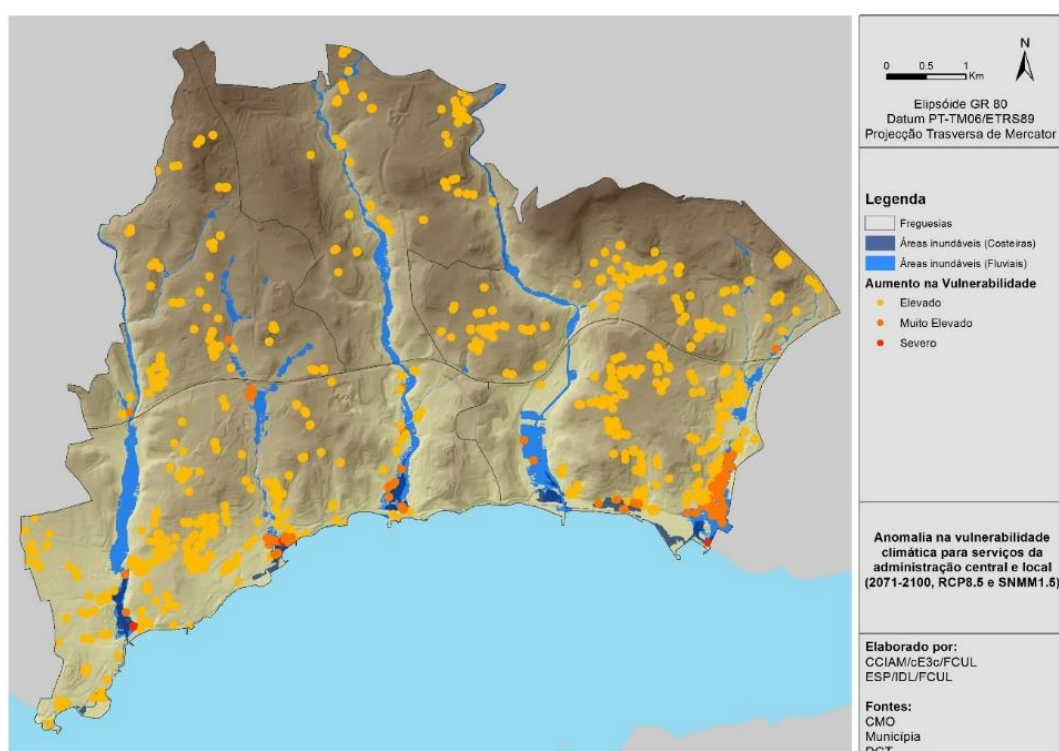 N
0 0.5 1
Km
Elipsóide GR 80
Datum PT-TM06/ETRS89
Projecção Trasversa de Mercator
Legenda
Freguesias
Áreas inundáveis (Costeiras)
Áreas inundáveis (Fluviais)
Aumento na Vulnerabilidade
Elevado
Muito Elevado
Severo
Anomalia na vulnerabilidade
climática para serviços da
administração central e local
(2071-2100, RCP8.5 e SNMM1.5)
Elaborado por:
CCIAM/cE3c/FCUL
ESP/IDL/FCUL
Fontes:
CMO
Municípia
DGT